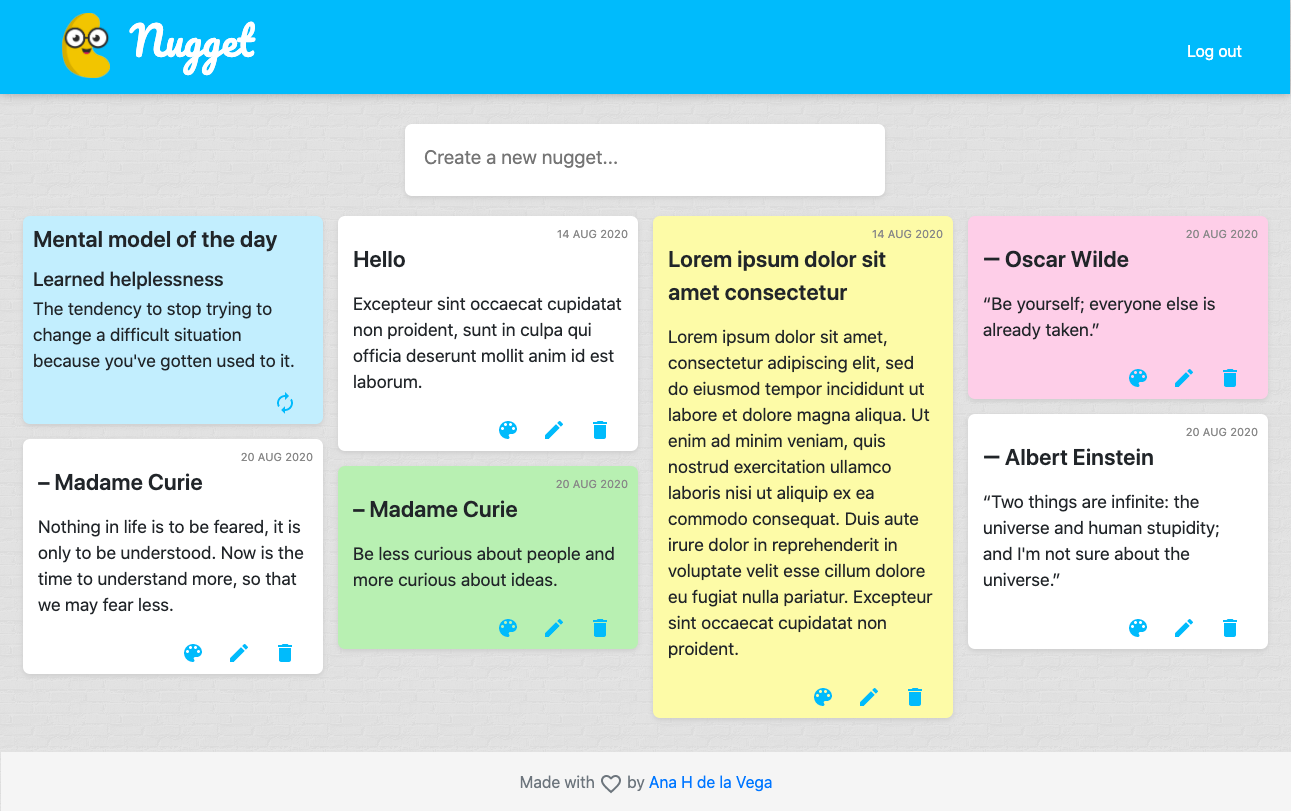 Nugget
Log out
Create a new nugget...
Mental model of the day
Learned helplessness
The tendency to stop trying to
change a difficult situation
because you've gotten used to it.
20 AUG 2020
– Madame Curie
Nothing in life is to be feared, it is
only to be understood. Now is the
time to understand more, so that
we may fear less.
14 AUG 2020
Hello
Excepteur sint occaecat cupidatat
non proident, sunt in culpa qui
officia deserunt mollit anim id est
laborum.
20 AUG 2020
– Madame Curie
Be less curious about people and
more curious about ideas.
14 AUG 2020
Lorem ipsum dolor sit
amet consectetur
Lorem ipsum dolor sit amet,
consectetur adipiscing elit, sed
do eiusmod tempor incididunt ut
labore et dolore magna aliqua. Ut
enim ad minim veniam, quis
nostrud exercitation ullamco
laboris nisi ut aliquip ex ea
commodo consequat. Duis aute
irure dolor in reprehenderit in
voluptate velit esse cillum dolore
eu fugiat nulla pariatur. Excepteur
sint occaecat cupidatat non
proident.
20 AUG 2020
— Oscar Wilde
“Be yourself; everyone else is
already taken.”
20 AUG 2020
— Albert Einstein
“Two things are infinite: the
universe and human stupidity;
and I'm not sure about the
universe.”
Made with by Ana H de la Vega